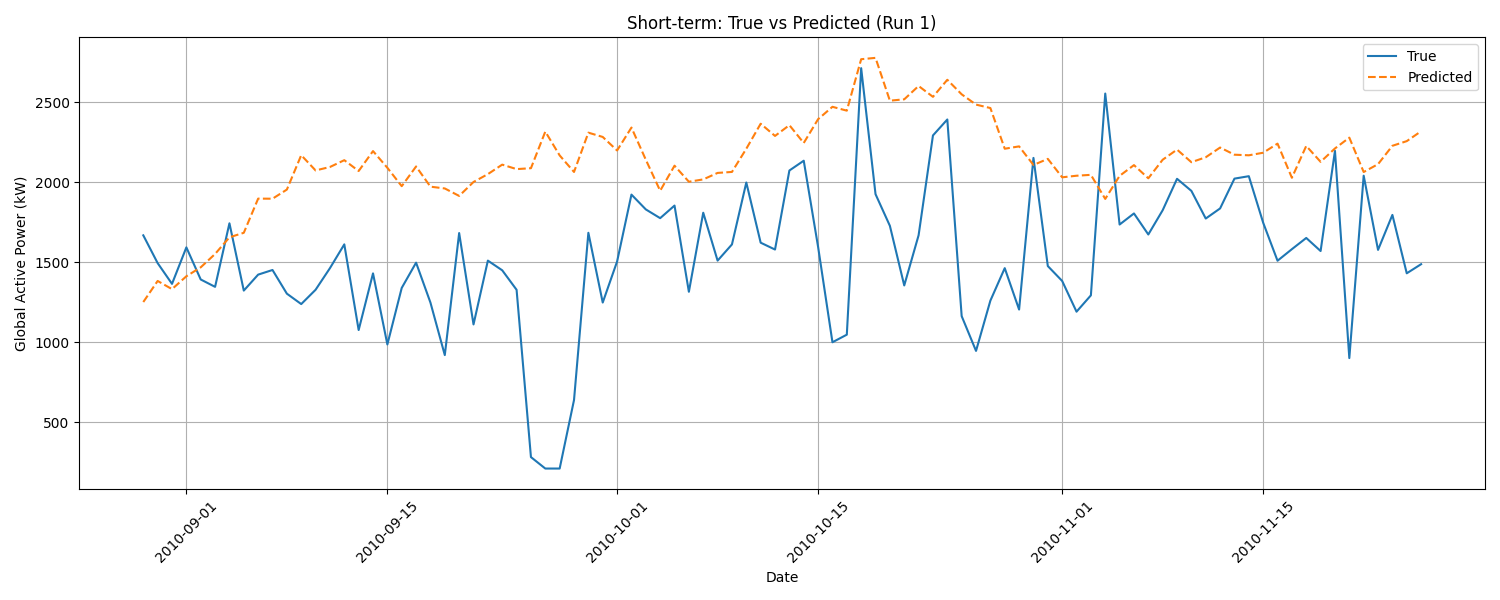 Short-term: True vs Predicted (Run 1)
True
Predicted
Global Active Power (kW)
2500
2000
1500
1000
500
2010-09-01
2010-09-15
2010-10-01
2010-10-15
2010-11-01
2010-11-15
Date